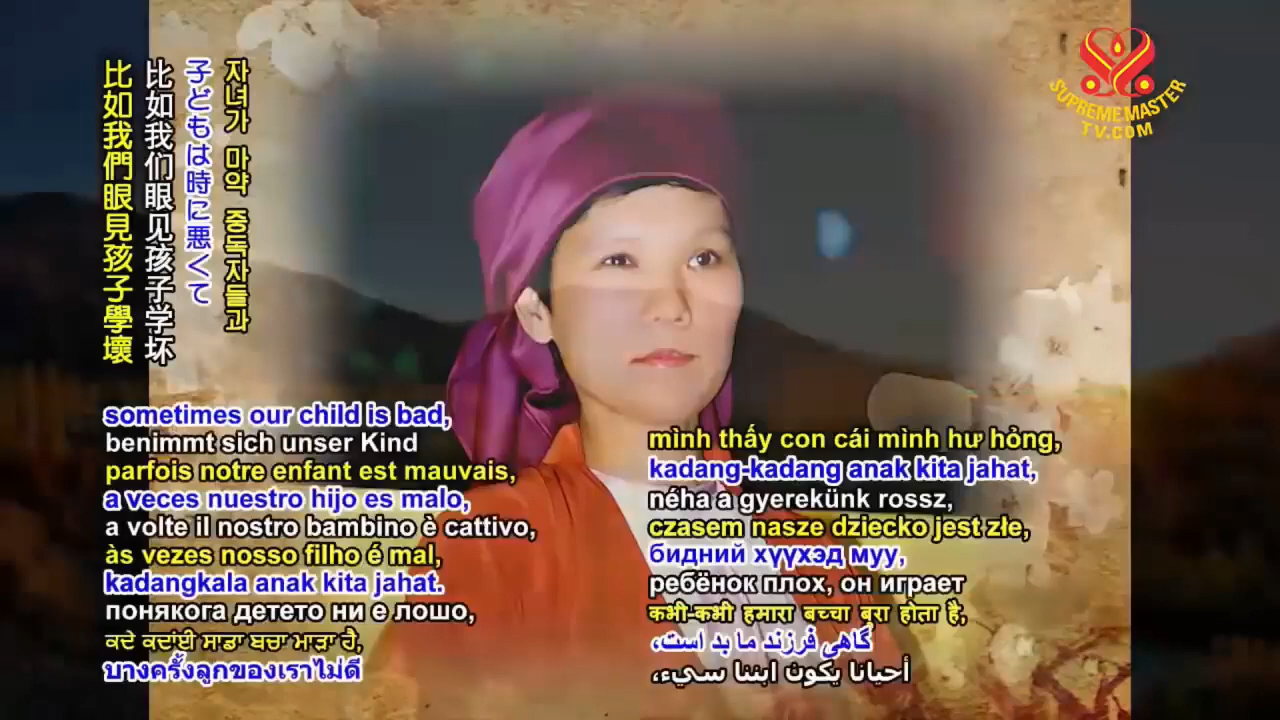 자녀가 마약 중독자들과
子どもは時に悪くて
比如我们眼见孩子学坏
比如我們眼見孩子學壞
SUPREME MASTER
TV.COM
sometimes our child is bad,
benimmt sich unser Kind
parfois notre enfant est mauvais,
a veces nuestro hijo es malo,
a volte il nostro bambino è cattivo,
às vezes nosso filho é mal,
kadangkala anak kita jahat.
понякога детето ни е лошо,
ਕਦੇ ਕਦਾਂਈ ਸਾਡਾ ਬਚਾ ਮਾੜਾ ਹੈ,
บางครั้งลูกของเราไม่ดี
mình thấy con cái mình hư hỏng,
kadang-kadang anak kita jahat,
néha a gyerekünk rossz,
czasem nasze dziecko jest złe,
бидний хүүхэд муу,
ребёнок плох, он играет
कभी-कभी हमारा बच्चा बुरा होता है,
گاهی فرزند ما بد است،
أحيانا يكون ابننا سيء،